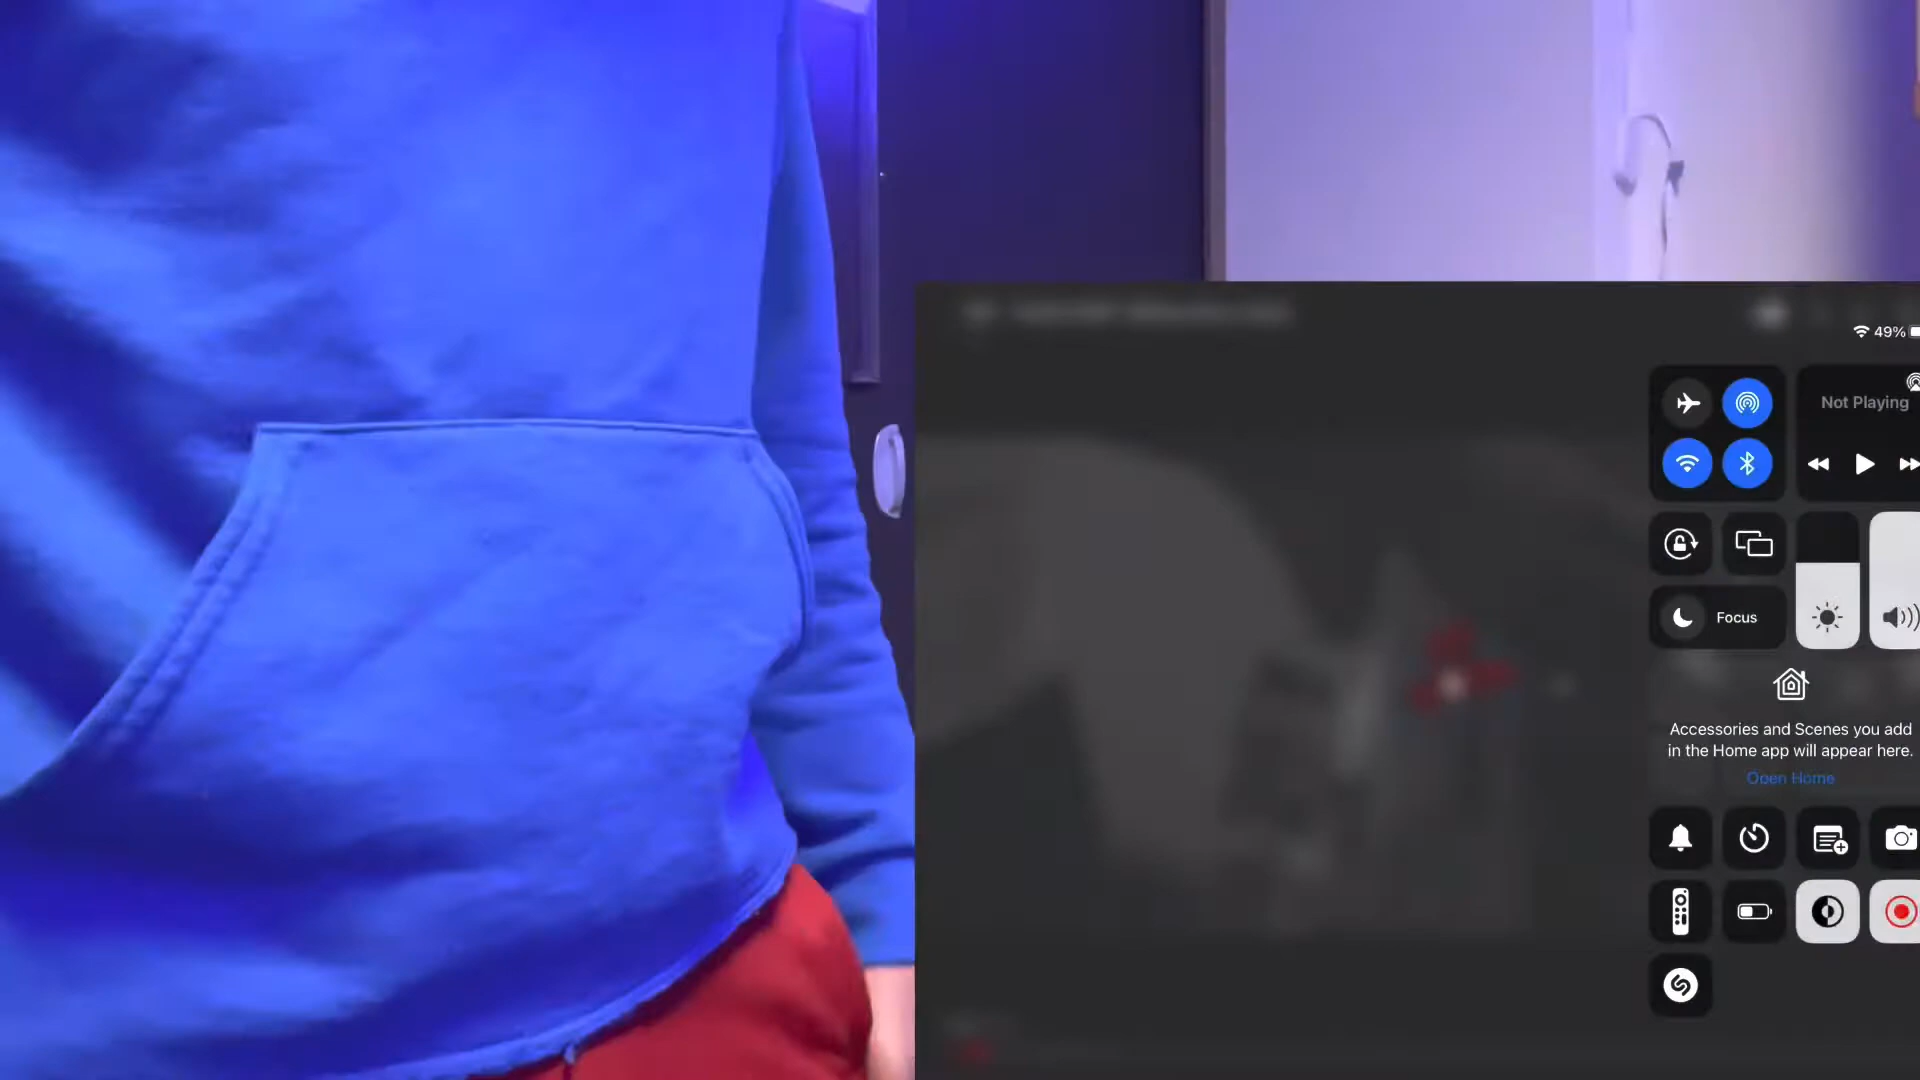 49%
Not Playing
Focus
Accessories and Scenes you add
in the Home app will appear here.
Open Home